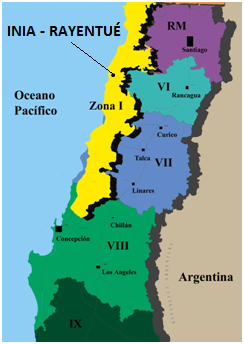 INIA - RAYENTUÉ
RM
Santiago
Oceano
Pacífico
Zona I
VI
Rancagua
Curico
Talca
VII
Linares
Chillán
Concepción
VIII
Los Angeles
Argentina
IX